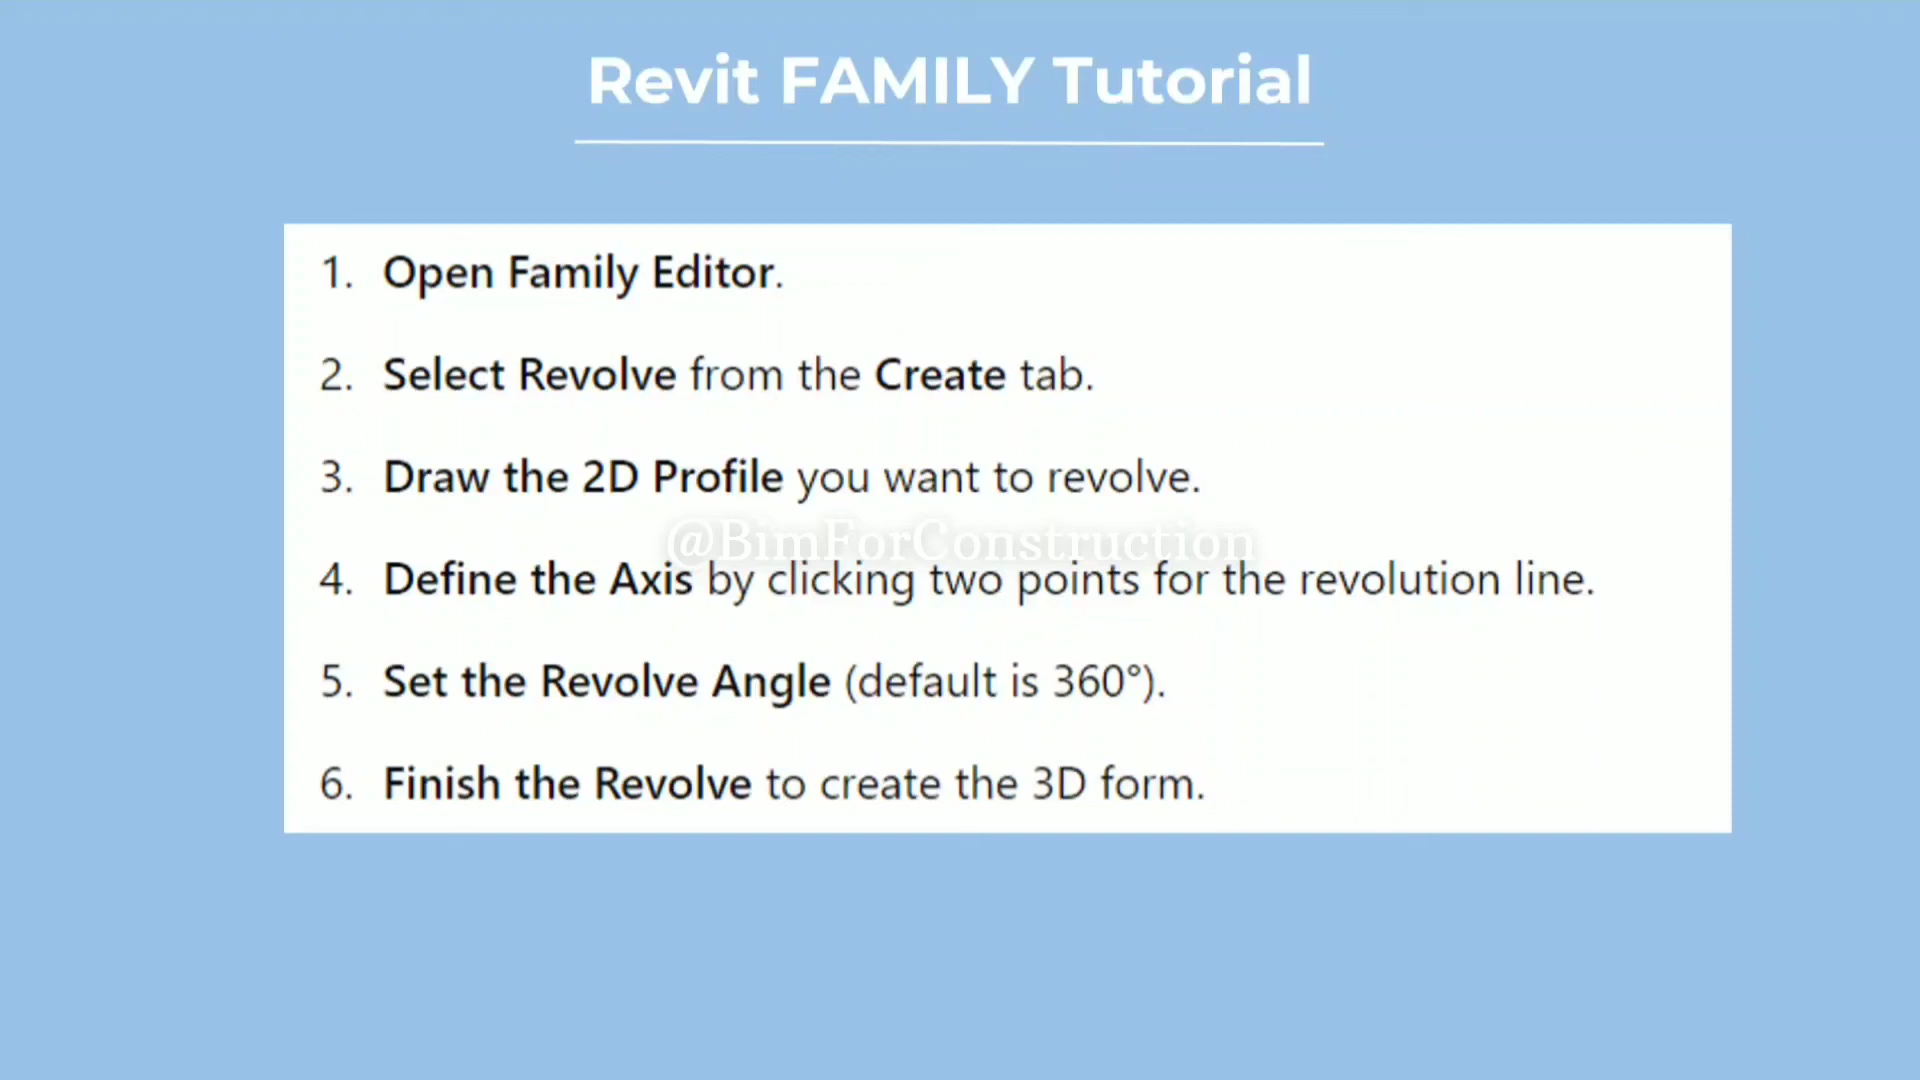 Revit FAMILY Tutorial
1. Open Family Editor.
2. Select Revolve from the Create tab.
3. Draw the 2D Profile you want to revolve.
@BimForConstruction
4. Define the Axis by clicking two points for the revolution line.
5. Set the Revolve Angle (default is 360°).
6. Finish the Revolve to create the 3D form.